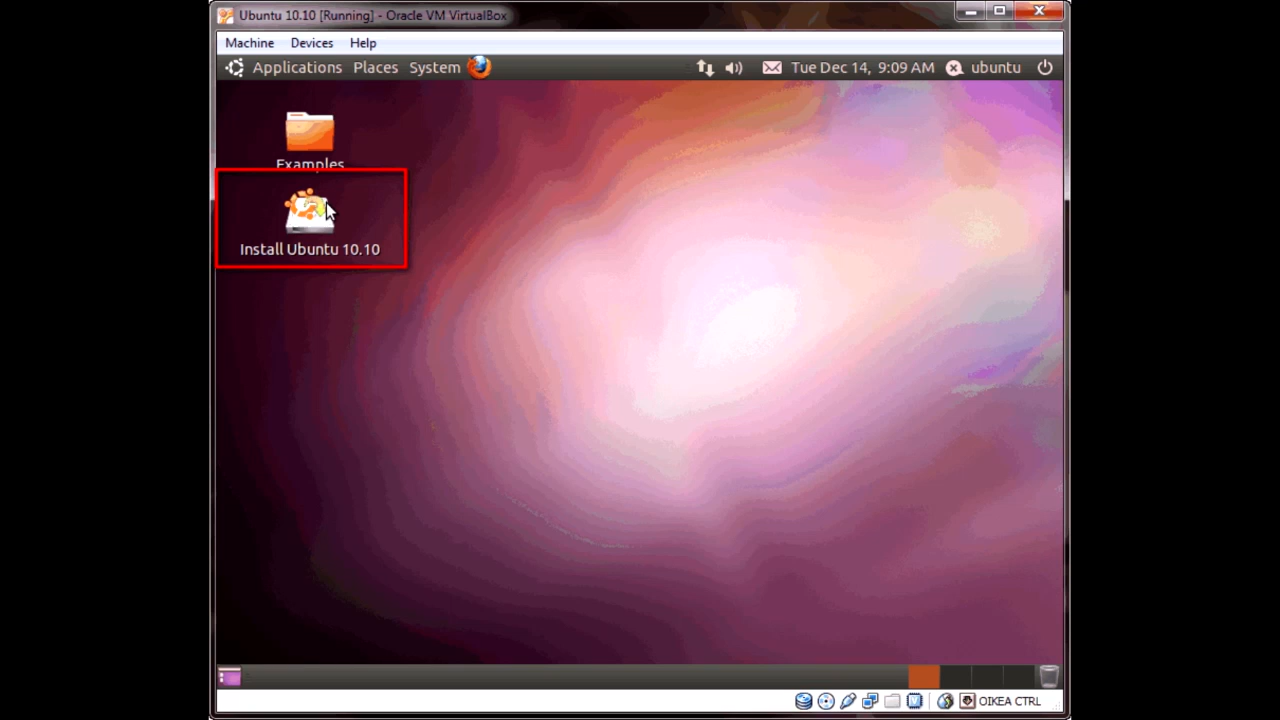 Ubuntu 10.10 [Running] - Oracle VM VirtualBox
Machine Devices Help
Applications Places System Tue Dec 14, 9:09 AM ubuntu
Examples
Install Ubuntu 10.10
OIKEA CTRL